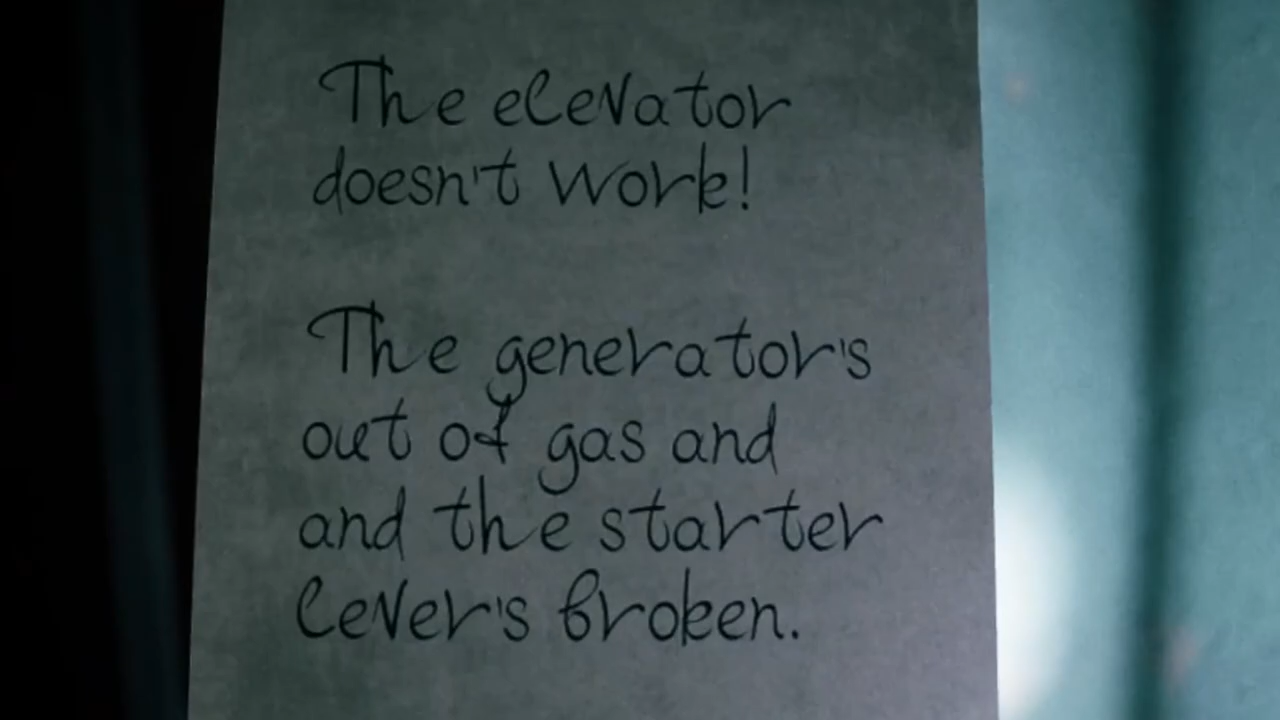 The elevator
doesn't work!
The generator's
out of gas and
and the starter
lever's broken.